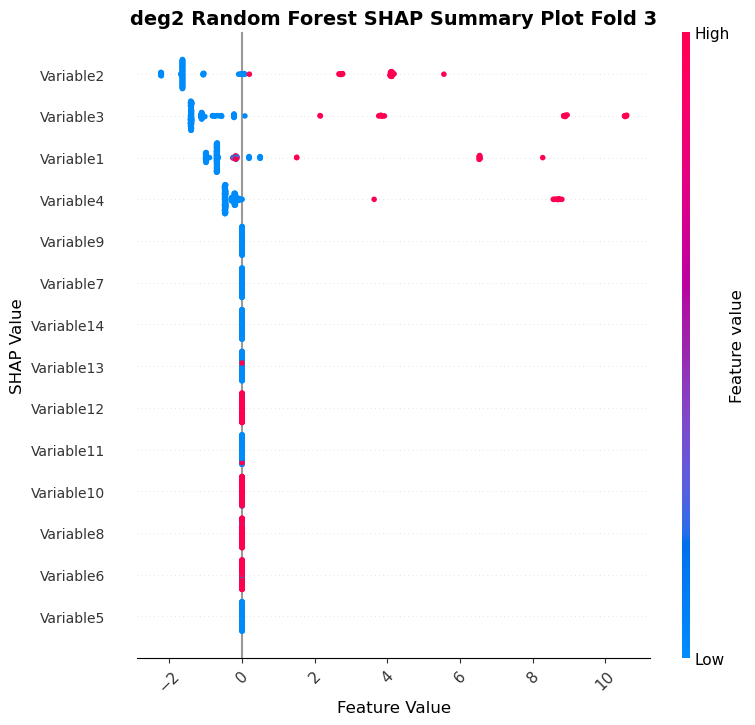 deg2 Random Forest SHAP Summary Plot Fold 3
High
Variable2
Variable3
Variable1
Variable4
Variable9
Variable7
Variable14
Variable13
Variable12
Variable11
Variable10
Variable8
Variable6
Variable5
SHAP Value
Feature value
Low
−2
0
2
4
6
8
10
Feature Value